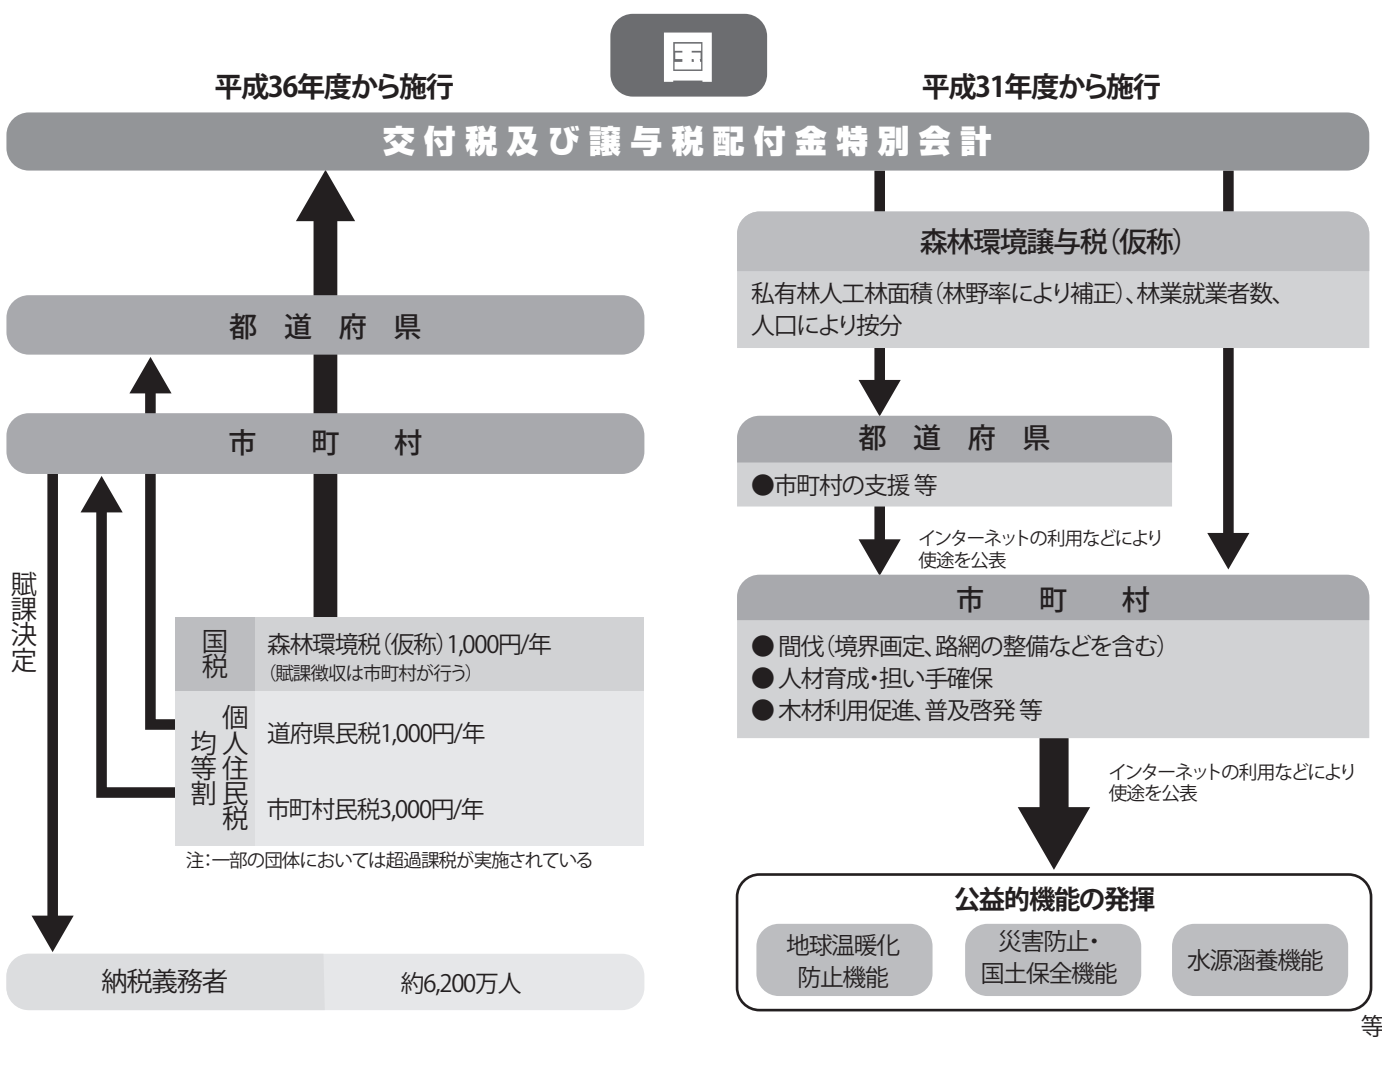 国
平成36年度から施行
平成31年度から施行
交付税及び譲与税配付金特別会計
都道府県
市町村
賦課決定
国税
森林環境税(仮称)1,000円/年
(賦課徴収は市町村が行う)
個人住民税
均等割
道府県民税1,000円/年
市町村民税3,000円/年
注:一部の団体においては超過課税が実施されている
納税義務者
約6,200万人
森林環境譲与税(仮称)
私有林人工林面積(林野率により補正)、林業就業者数、
人口により按分
都道府県
●市町村の支援 等
インターネットの利用などにより
使途を公表
市町村
●間伐(境界画定、路網の整備などを含む)
●人材育成・担い手確保
●木材利用促進、普及啓発 等
インターネットの利用などにより
使途を公表
公益的機能の発揮
地球温暖化
防止機能
災害防止・
国土保全機能
水源涵養機能
等